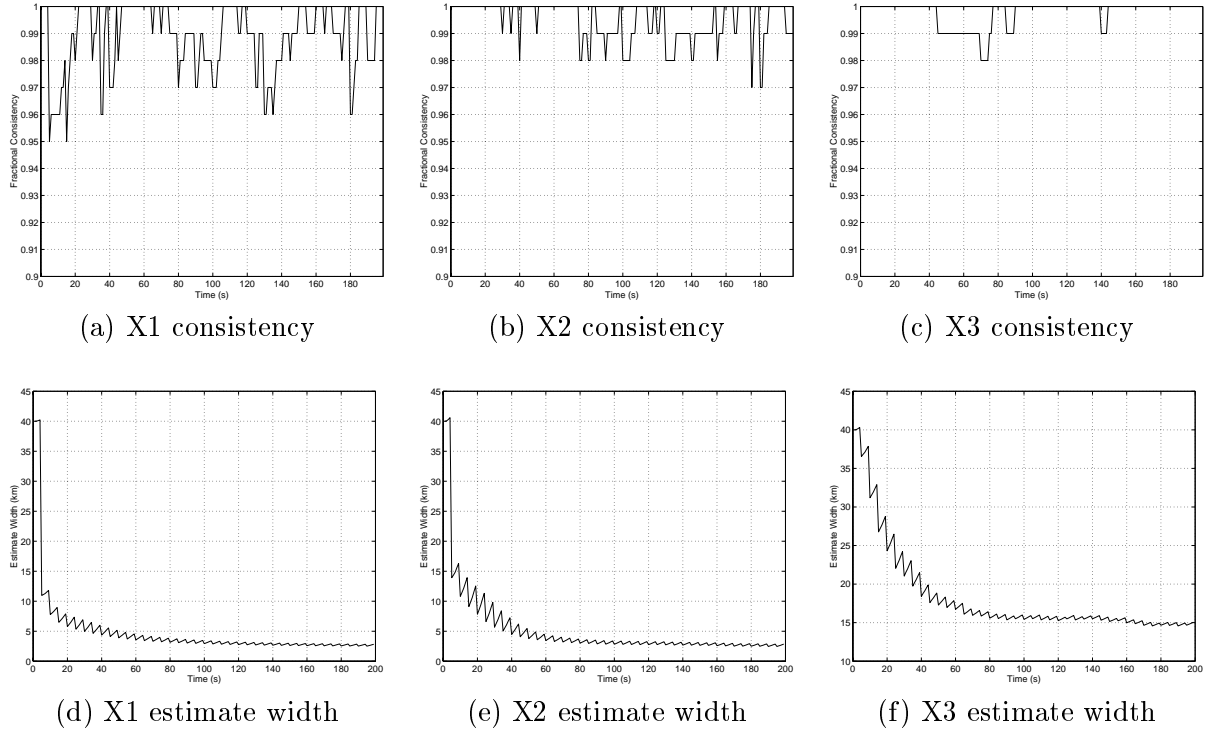 1
0.99
0.98
0.97
0.96
0.95
0.94
0.93
0.92
0.91
0.9
Fractional Consistency
0 20 40 60 80 100 120 140 160 180
Time (s)
(a) X1 consistency
1
0.99
0.98
0.97
0.96
0.95
0.94
0.93
0.92
0.91
0.9
Fractional Consistency
0 20 40 60 80 100 120 140 160 180
Time (s)
(b) X2 consistency
1
0.99
0.98
0.97
0.96
0.95
0.94
0.93
0.92
0.91
0.9
Fractional Consistency
0 20 40 60 80 100 120 140 160 180
Time (s)
(c) X3 consistency
45
40
35
30
25
20
15
10
5
0
Estimate Width (km)
0 20 40 60 80 100 120 140 160 180 200
Time (s)
(d) X1 estimate width
45
40
35
30
25
20
15
10
5
0
Estimate Width (km)
0 20 40 60 80 100 120 140 160 180 200
Time (s)
(e) X2 estimate width
45
40
35
30
25
20
15
10
Estimate Width (km)
0 20 40 60 80 100 120 140 160 180 200
Time (s)
(f) X3 estimate width